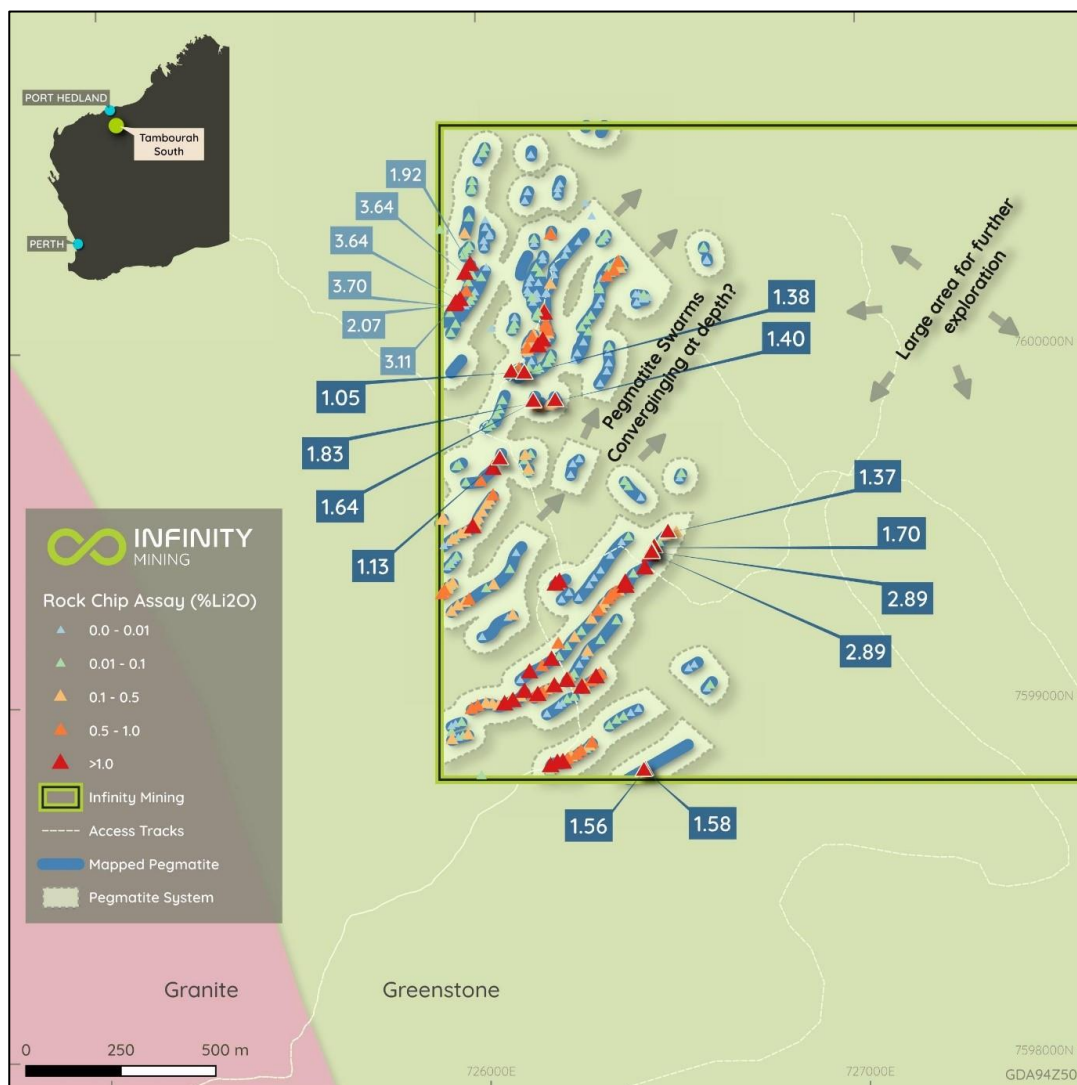 PORT HEDLAND
Tambourah
South
PERTH
1.92
3.64
3.64
3.70
2.07
3.11
1.05
1.83
1.64
1.13
1.38
1.40
1.37
1.70
2.89
2.89
1.56
1.58
Pegmatite Swarms
Converginging at depth?
Large area for further
exploration
7600000N
7599000N
7598000N
INFINITY
MINING
Rock Chip Assay (%Li2O)
0.0 - 0.01
0.01 - 0.1
0.1 - 0.5
0.5 - 1.0
>1.0
Infinity Mining
Access Tracks
Mapped Pegmatite
Pegmatite System
Granite
Greenstone
0 250 500 m
726000E
727000E
GDA94Z50